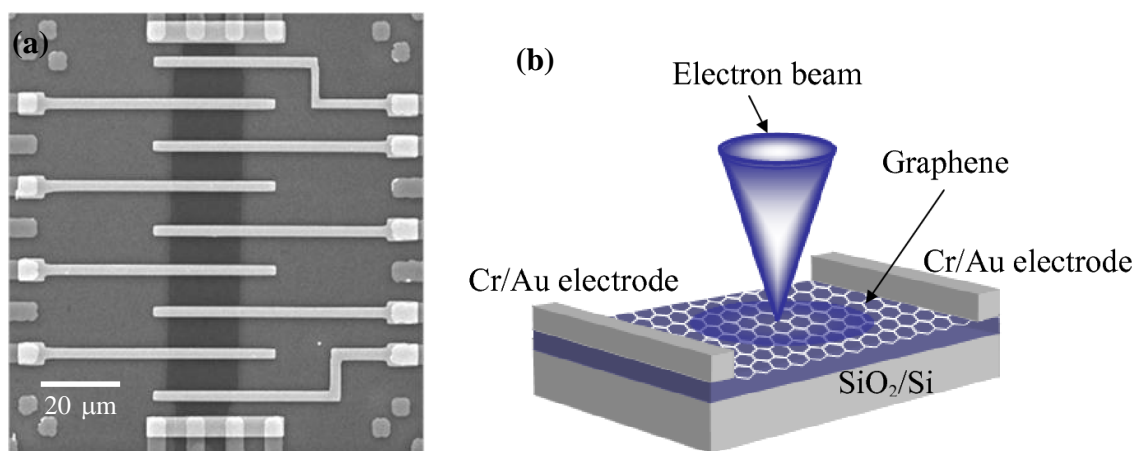 (a)
20 μm
(b)
Electron beam
Graphene
Cr/Au electrode
Cr/Au electrode
SiO₂/Si